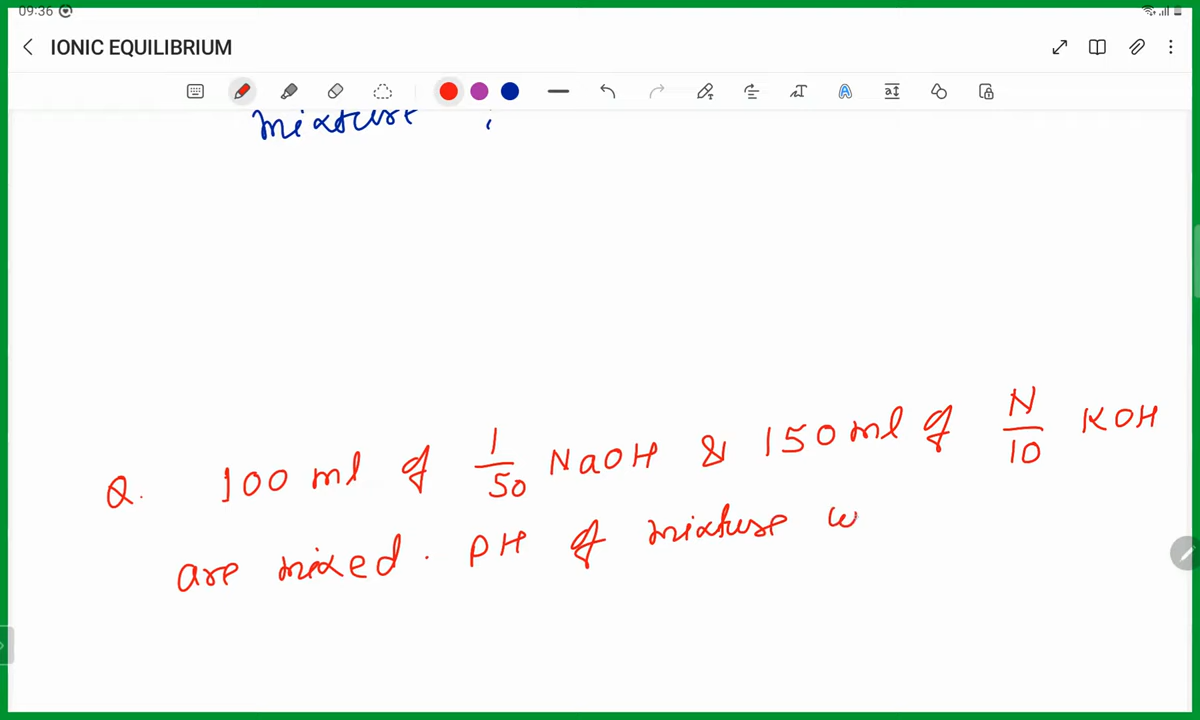 09:36
IONIC EQUILIBRIUM
mixture
Q. 100 ml of 1/50 NaOH & 150 ml of N/10 KOH
are mixed. PH of mixture w